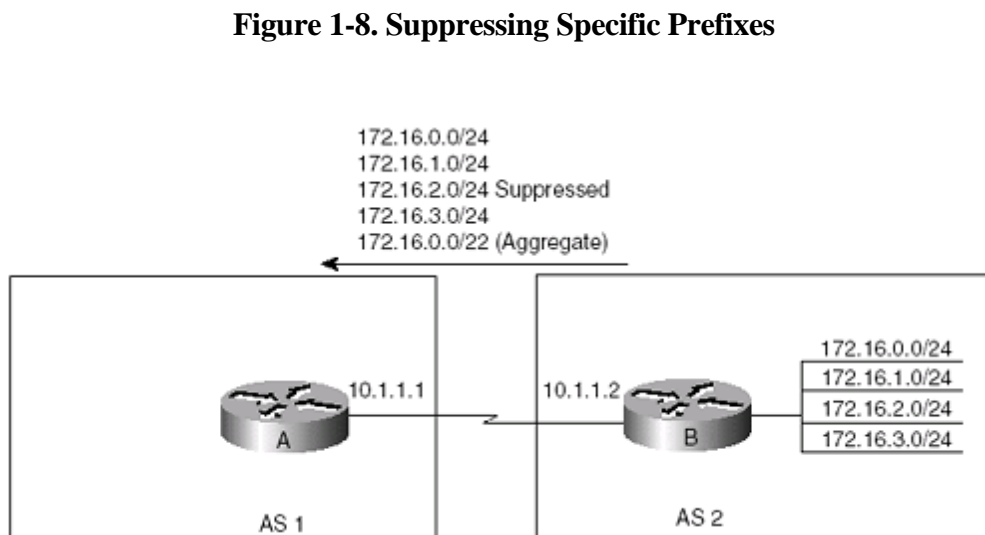 Figure 1-8. Suppressing Specific Prefixes
172.16.0.0/24
172.16.1.0/24
172.16.2.0/24 Suppressed
172.16.3.0/24
172.16.0.0/22 (Aggregate)
172.16.0.0/24
10.1.1.1
10.1.1.2
172.16.1.0/24
172.16.2.0/24
A
B
172.16.3.0/24
AS 1
AS 2